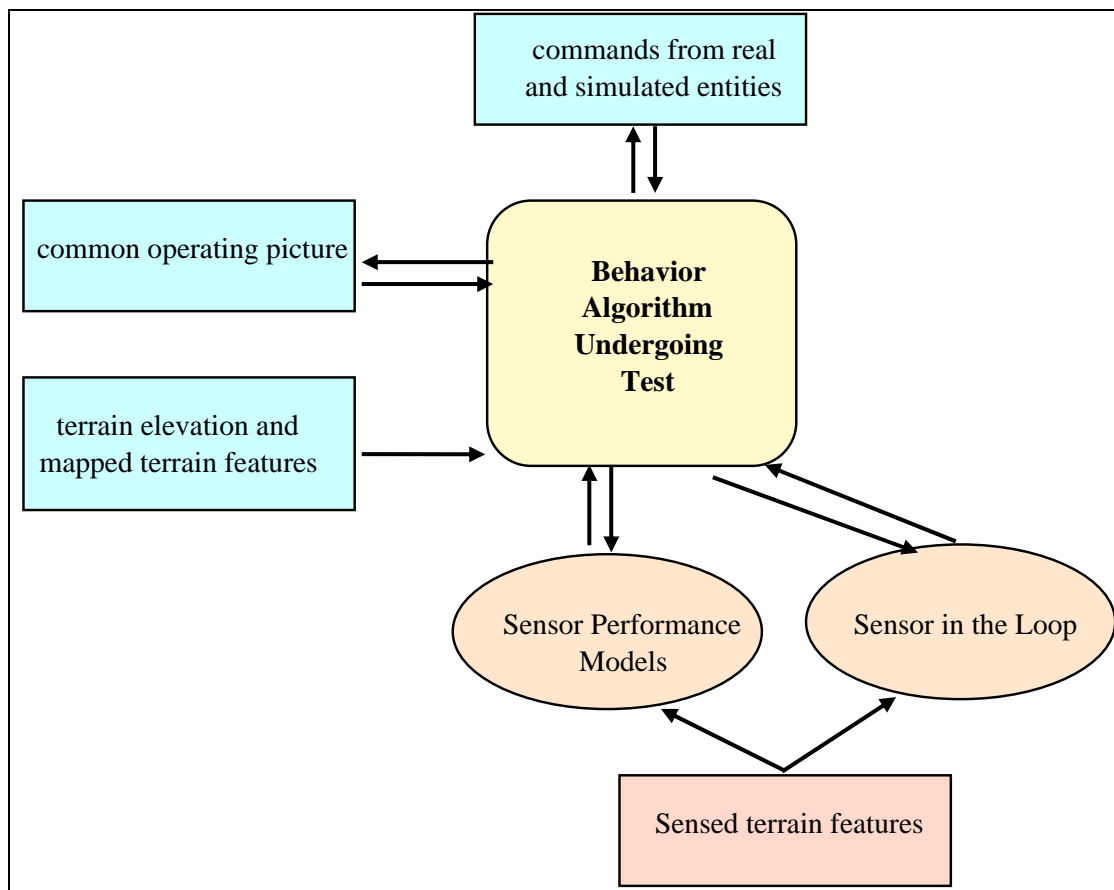 commands from real
and simulated entities
common operating picture
Behavior
Algorithm
Undergoing
Test
terrain elevation and
mapped terrain features
Sensor Performance
Models
Sensor in the Loop
Sensed terrain features